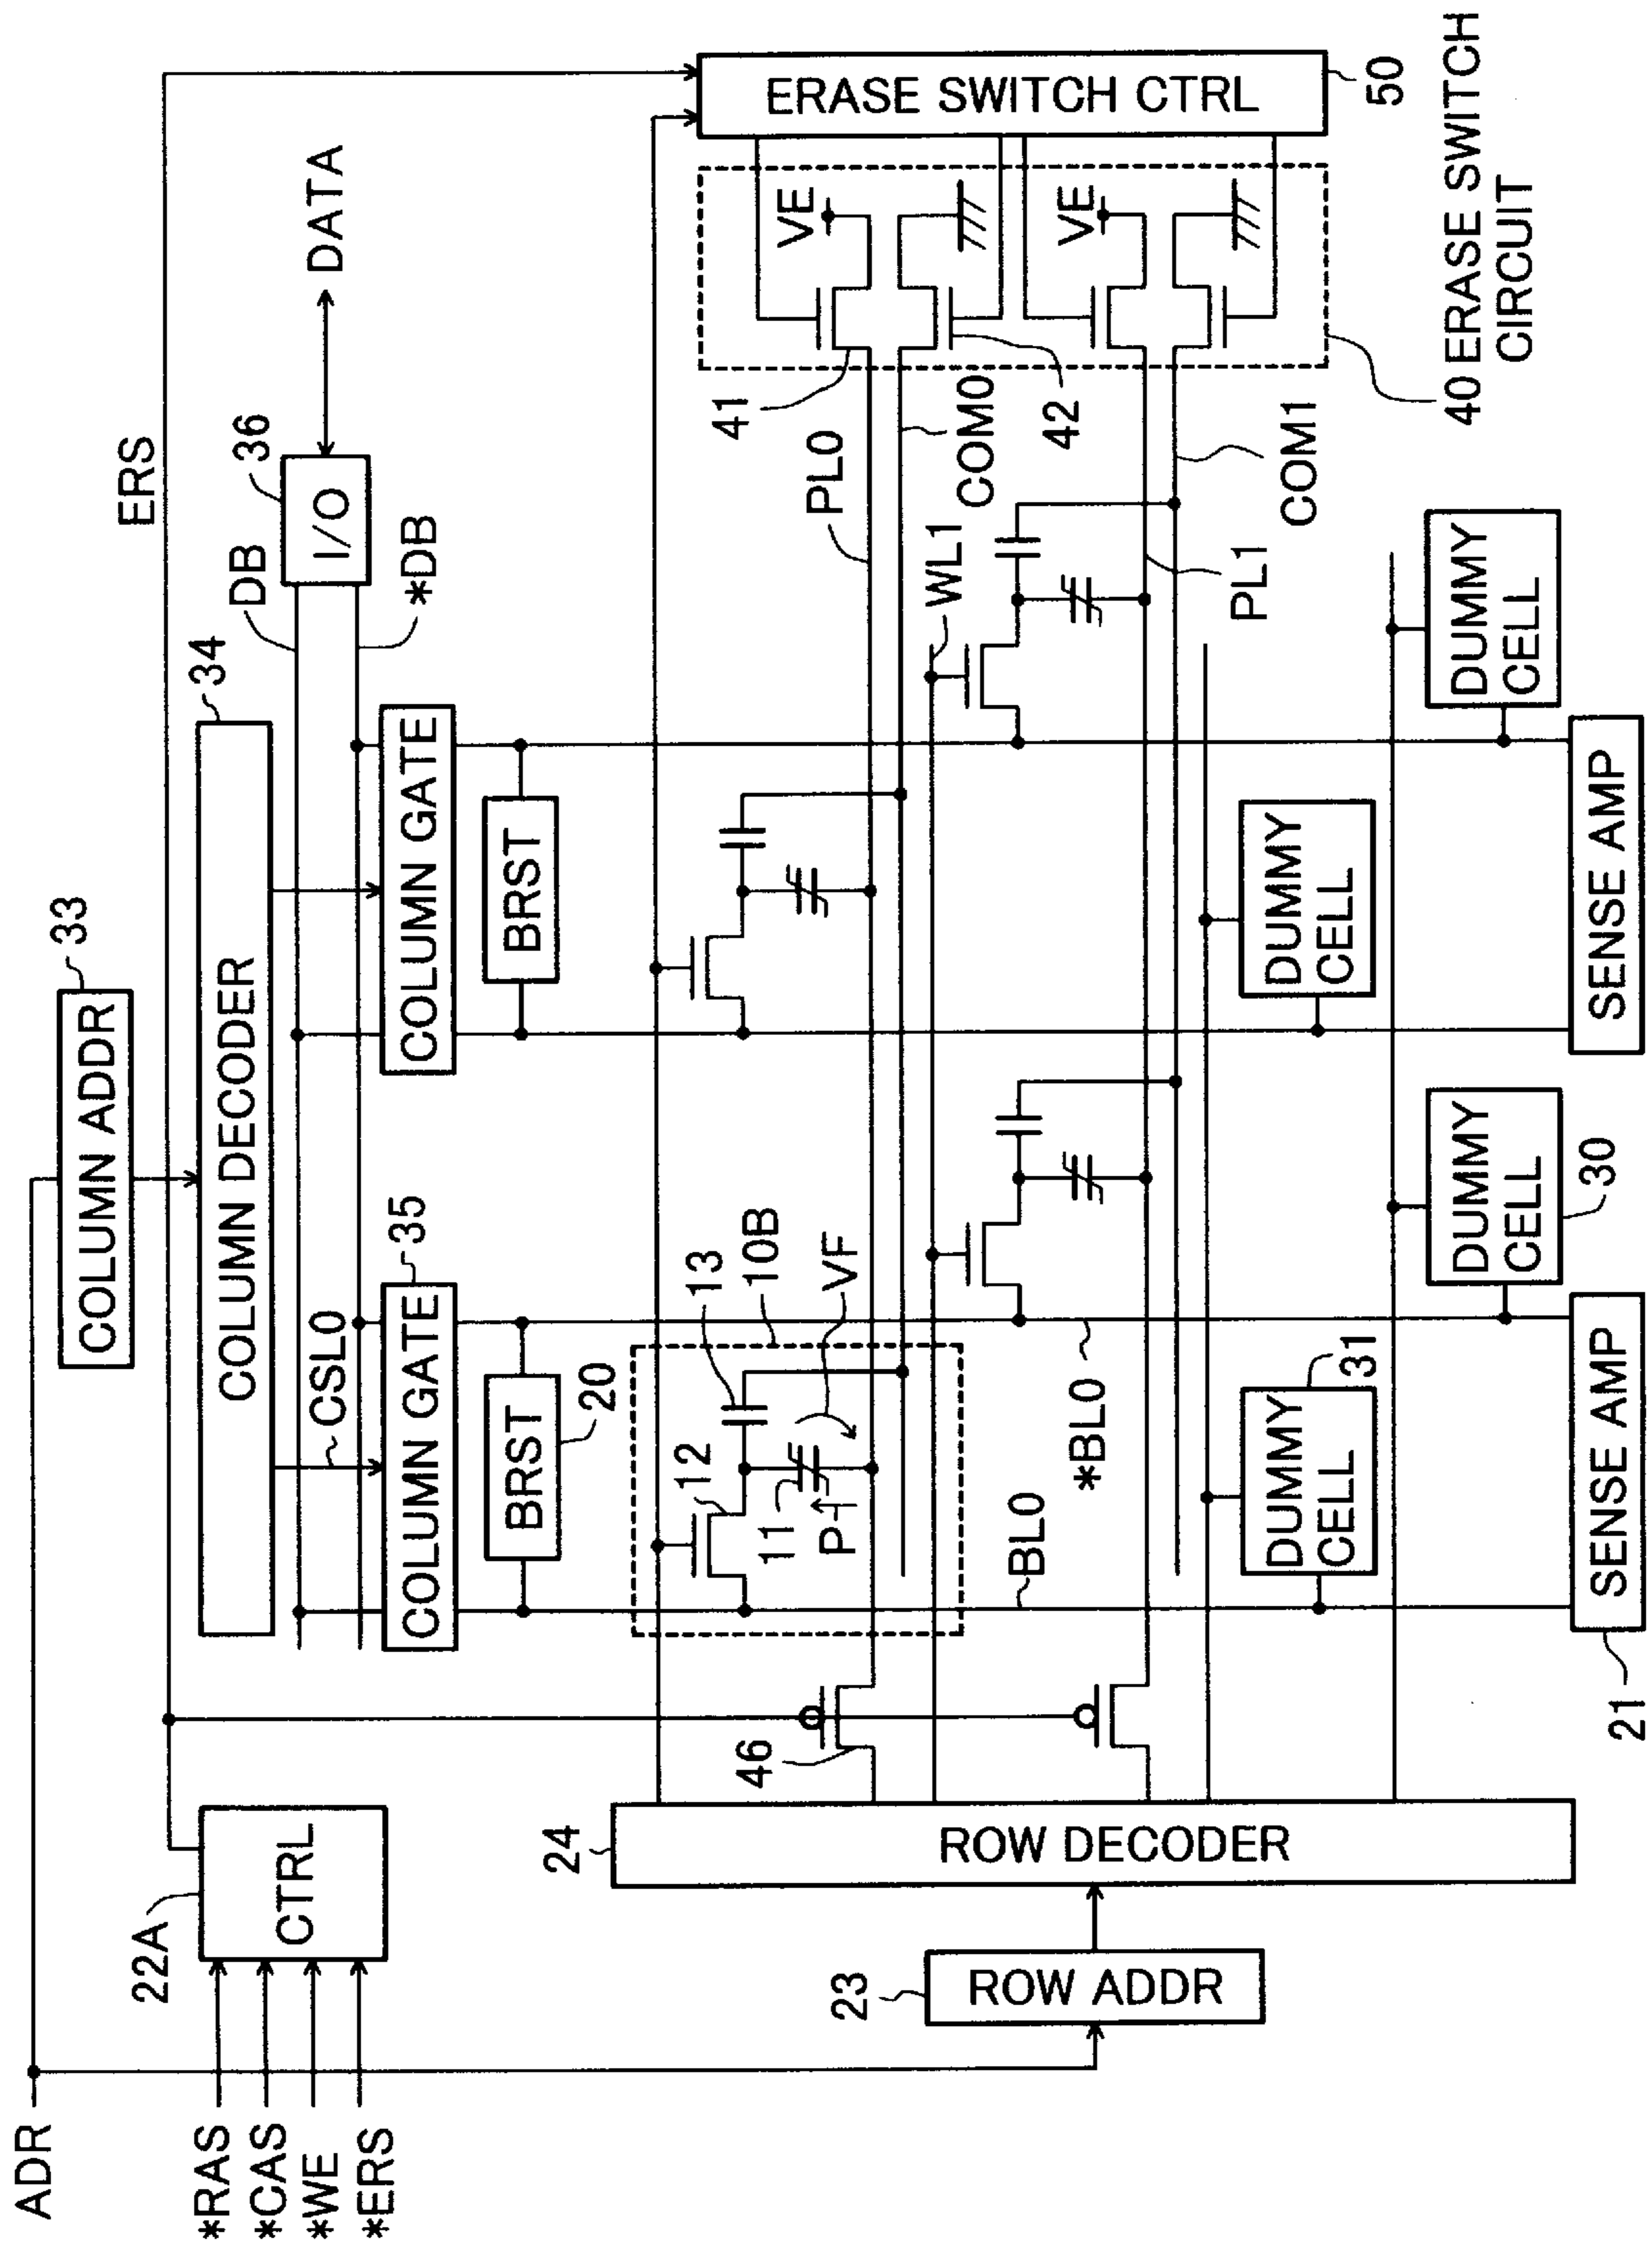 ADR
*RAS
*CAS
*WE
*ERS
22A
CTRL
ERS
COLUMN ADDR
33
COLUMN DECODER
34
CSL0
DB
*DB
I/O
36
DATA
COLUMN GATE
35
COLUMN GATE
BRST
20
BRST
13
10B
12
11
P
VF
46
24
ROW DECODER
23
ROW ADDR
PL0
COM0
WL1
PL1
COM1
41
42
VE
VE
ERASE SWITCH CTRL
50
40 ERASE SWITCH
CIRCUIT
BL0
*BL0
DUMMY
CELL
31
DUMMY
CELL
30
DUMMY
CELL
DUMMY
CELL
SENSE AMP
21
SENSE AMP